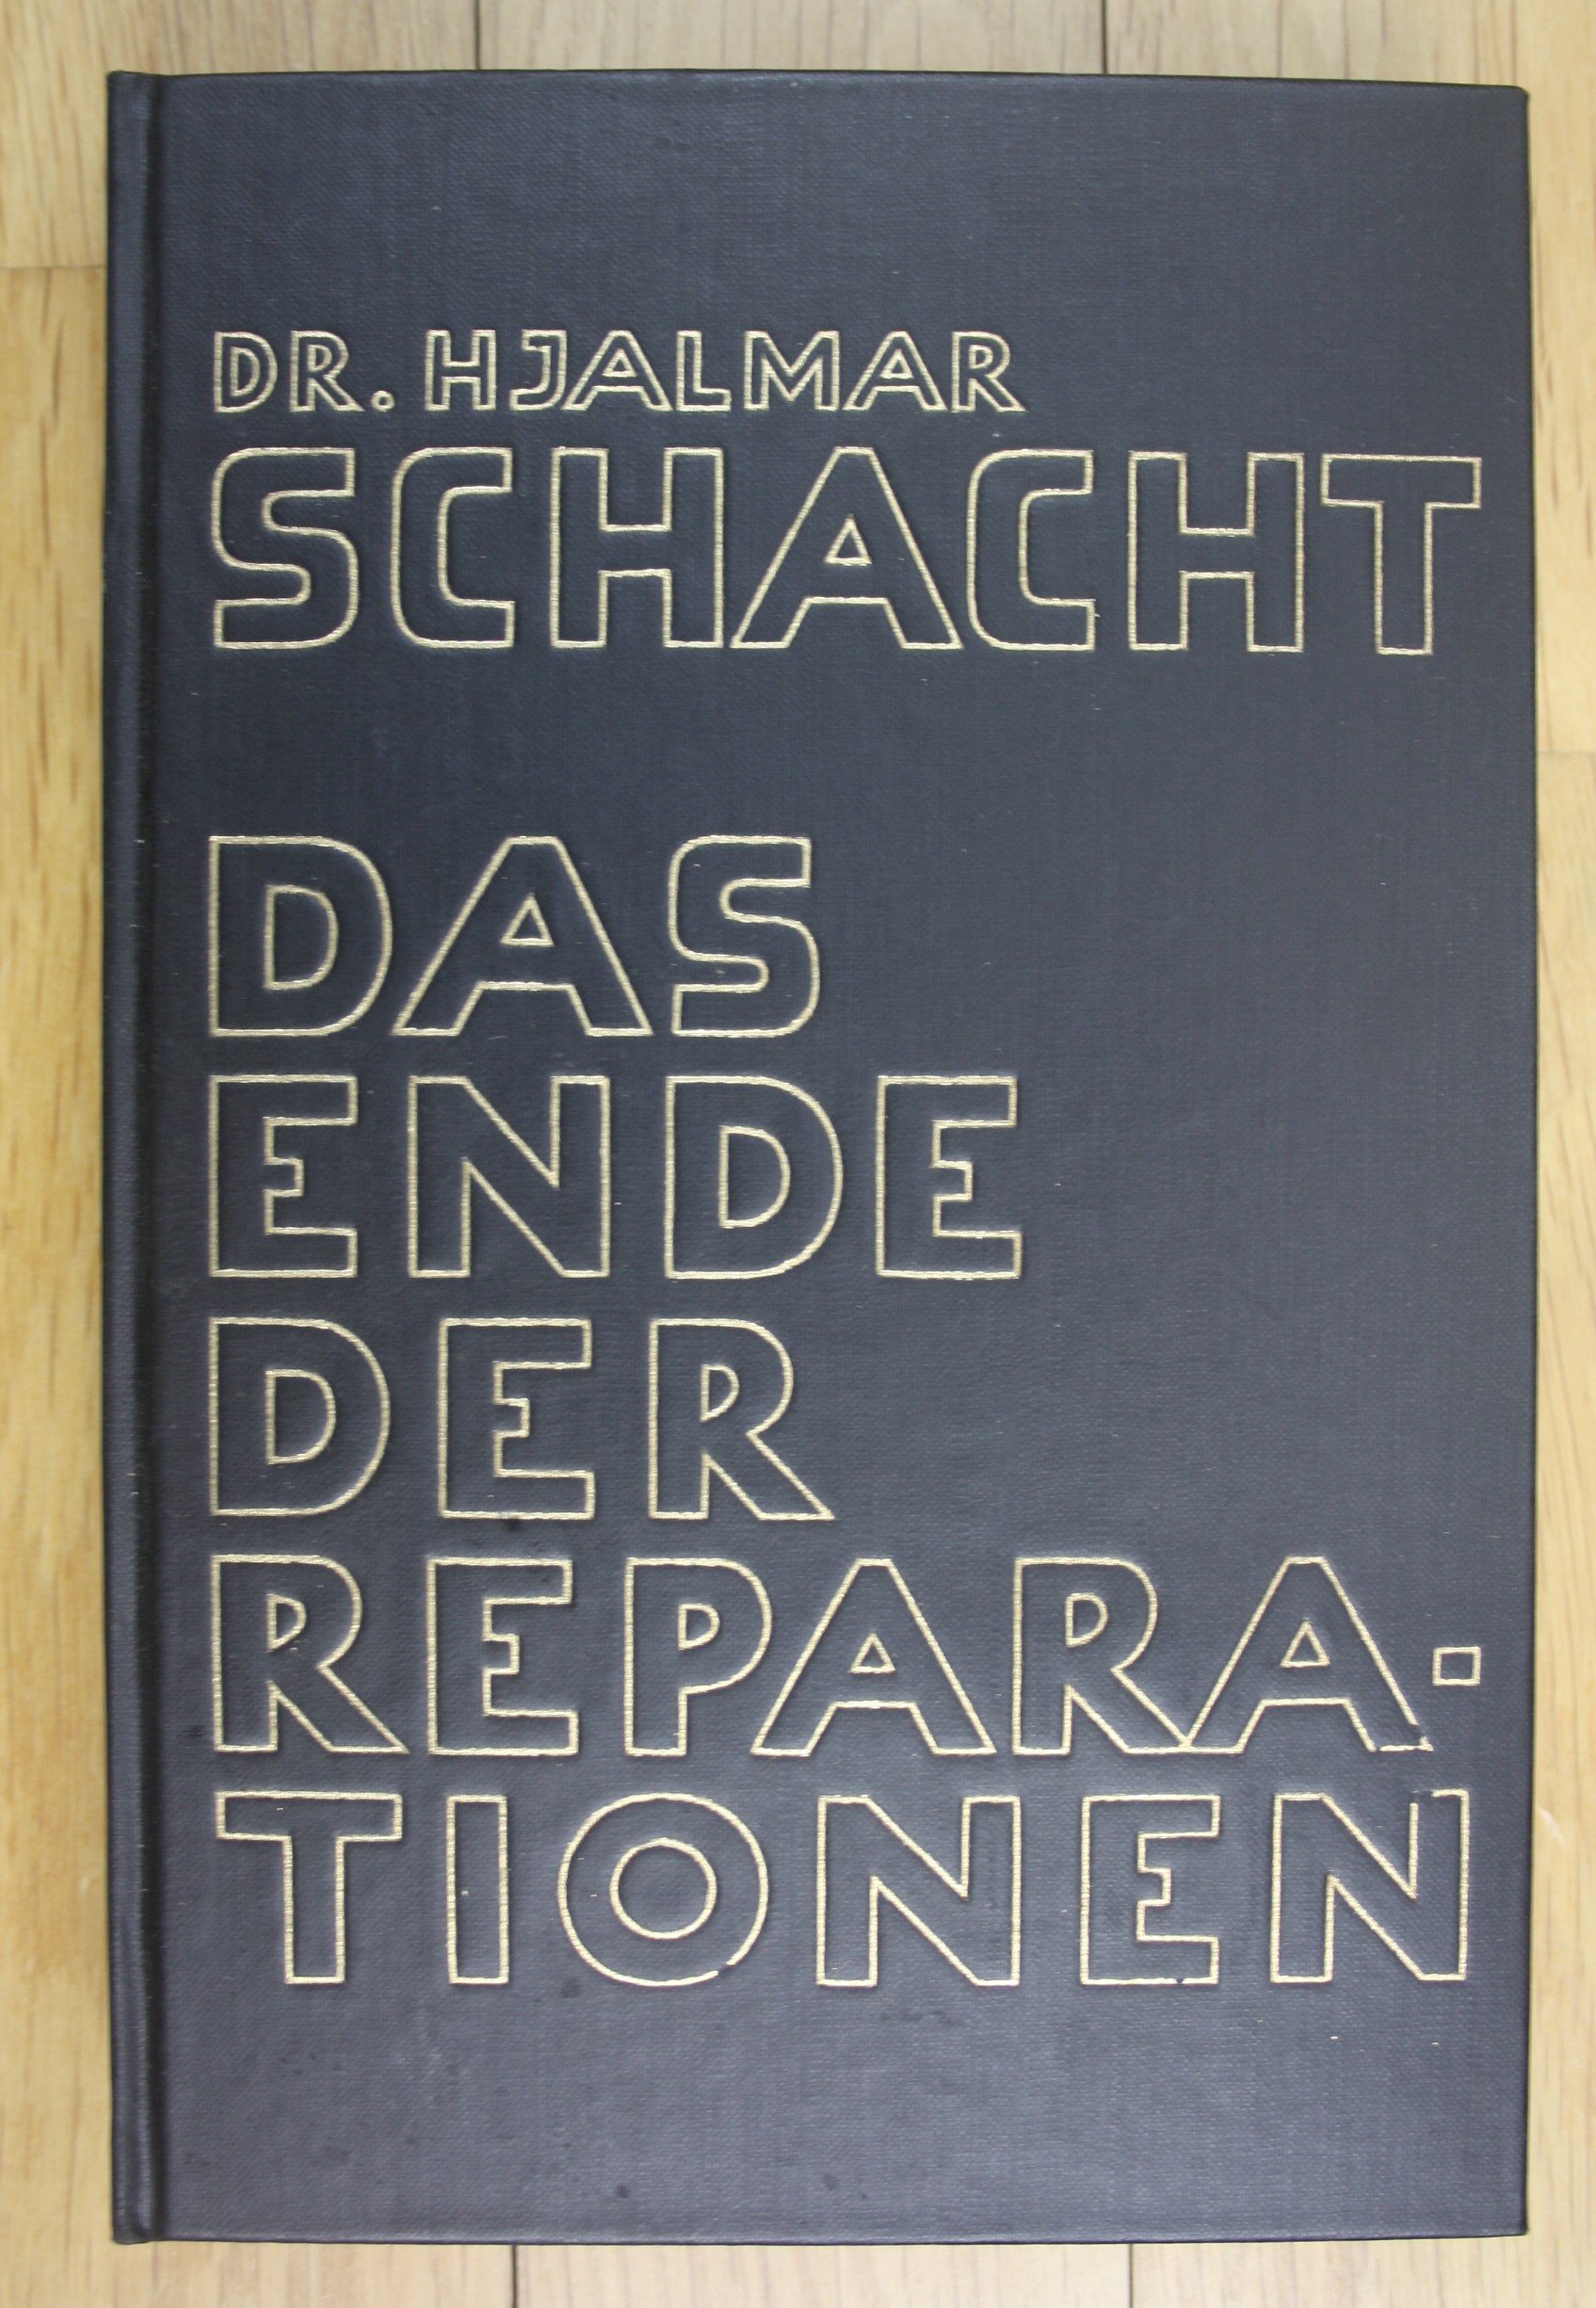 DR. HJALMAR
SCHACHT
DAS
ENDE
DER
REPARA-
TIONEN